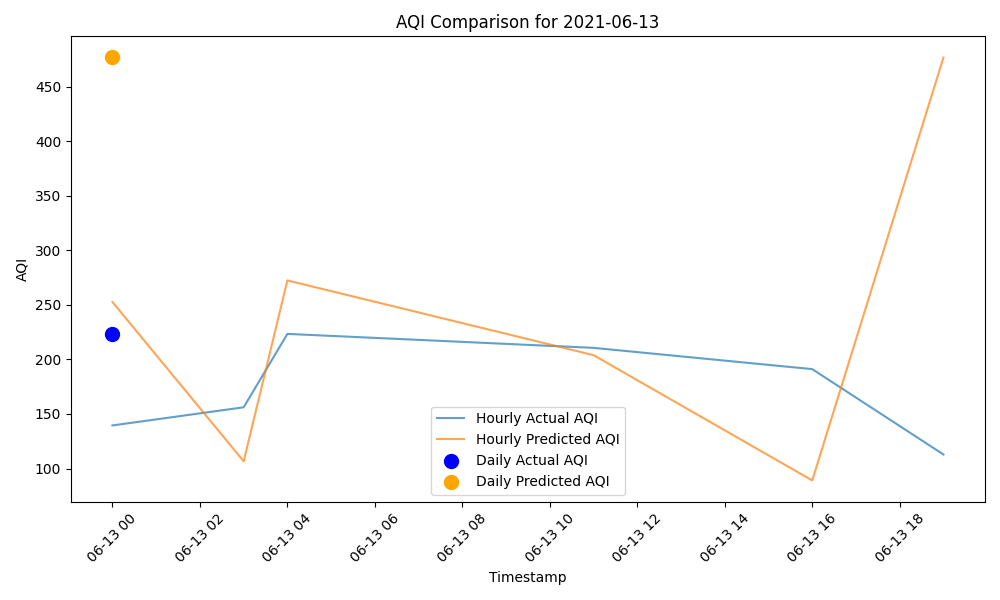 AQI Comparison for 2021-06-13
AQI
450
400
350
300
250
200
150
100
Hourly Actual AQI
Hourly Predicted AQI
Daily Actual AQI
Daily Predicted AQI
06-13 00
06-13 02
06-13 04
06-13 06
06-13 08
06-13 10
06-13 12
06-13 14
06-13 16
06-13 18
Timestamp